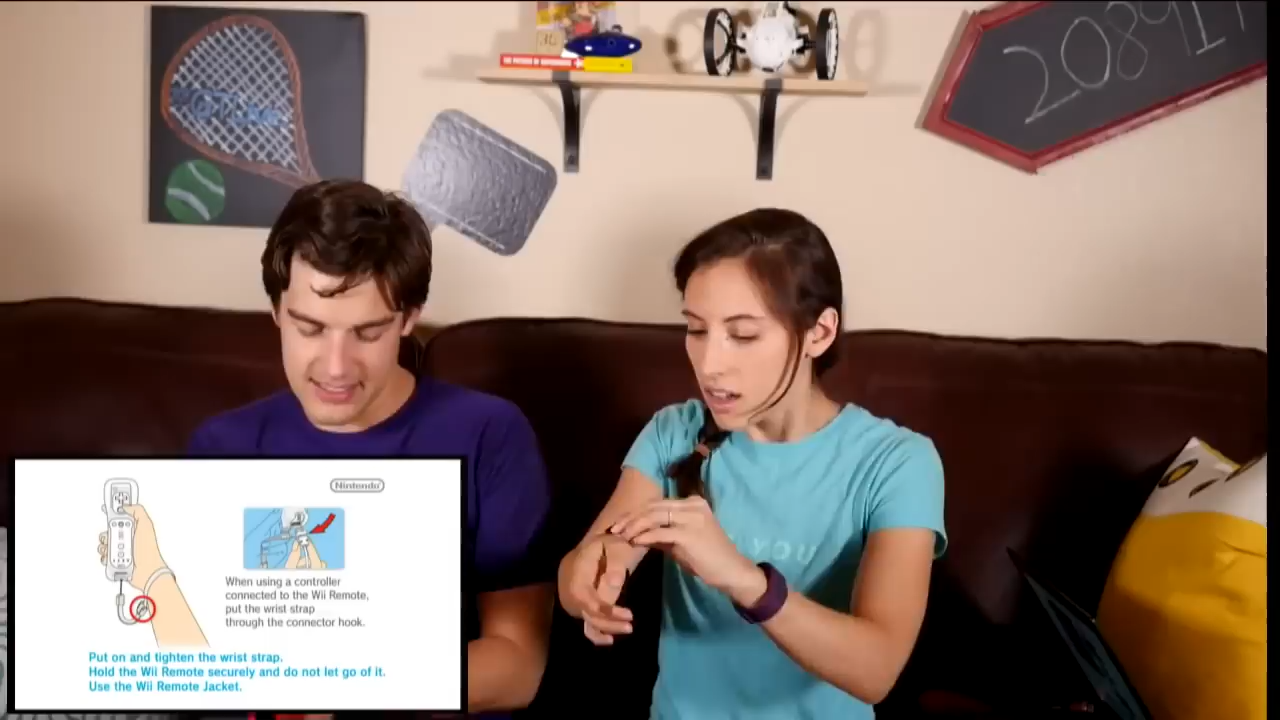 208417
Nintendo
When using a controller
connected to the Wii Remote,
put the wrist strap
through the connector hook.
Put on and tighten the wrist strap.
Hold the Wii Remote securely and do not let go of it.
Use the Wii Remote Jacket.
YOU